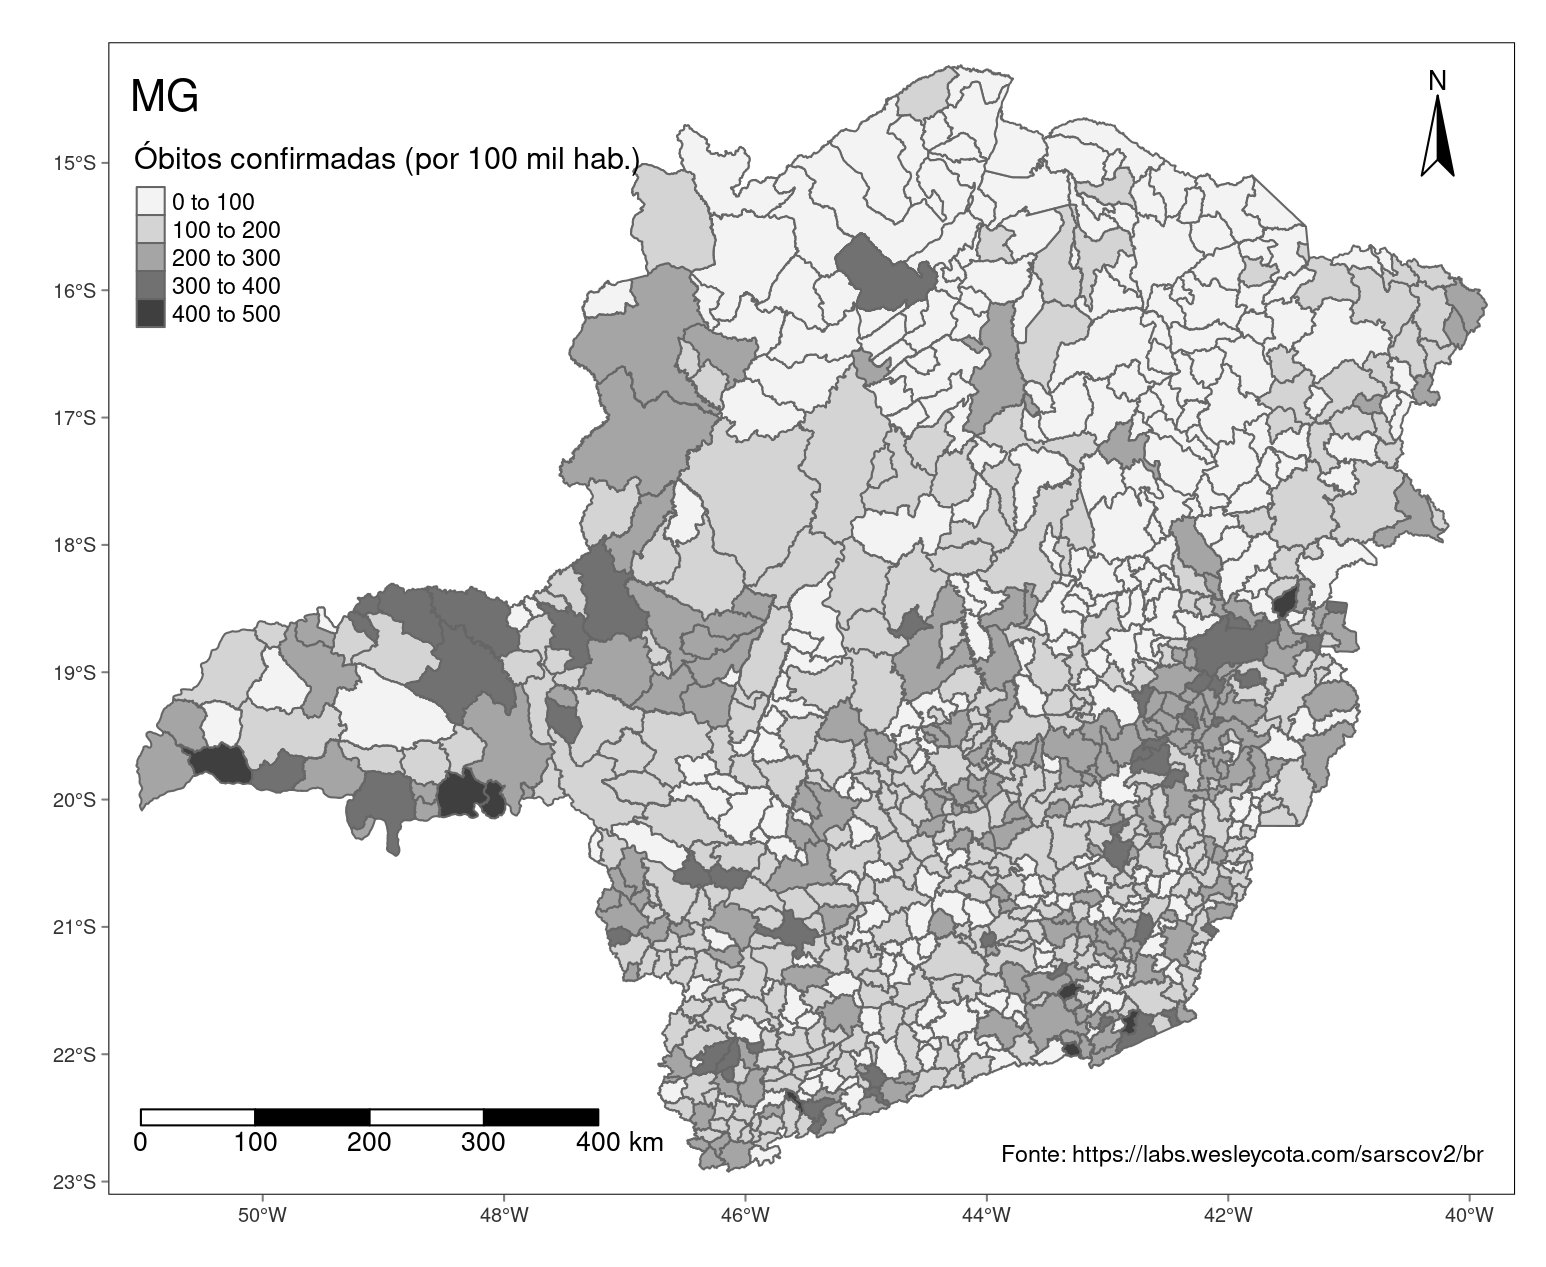 MG
N
Óbitos confirmadas (por 100 mil hab.)
0 to 100
100 to 200
200 to 300
300 to 400
400 to 500
15°S
16°S
17°S
18°S
19°S
20°S
21°S
22°S
23°S
0 100 200 300 400 km
Fonte: https://labs.wesleycota.com/sarscov2/br
50°W 48°W 46°W 44°W 42°W 40°W